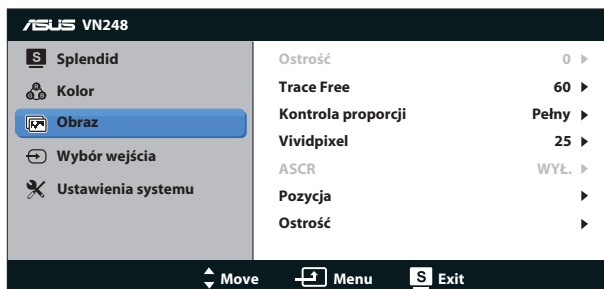 ASUS VN248
S Splendid
Kolor
Obraz
Wybór wejścia
Ustawienia systemu
Ostrość 0
Trace Free 60
Kontrola proporcji Pełny
Vividpixel 25
ASCR WYŁ.
Pozycja
Ostrość
Move Menu S Exit